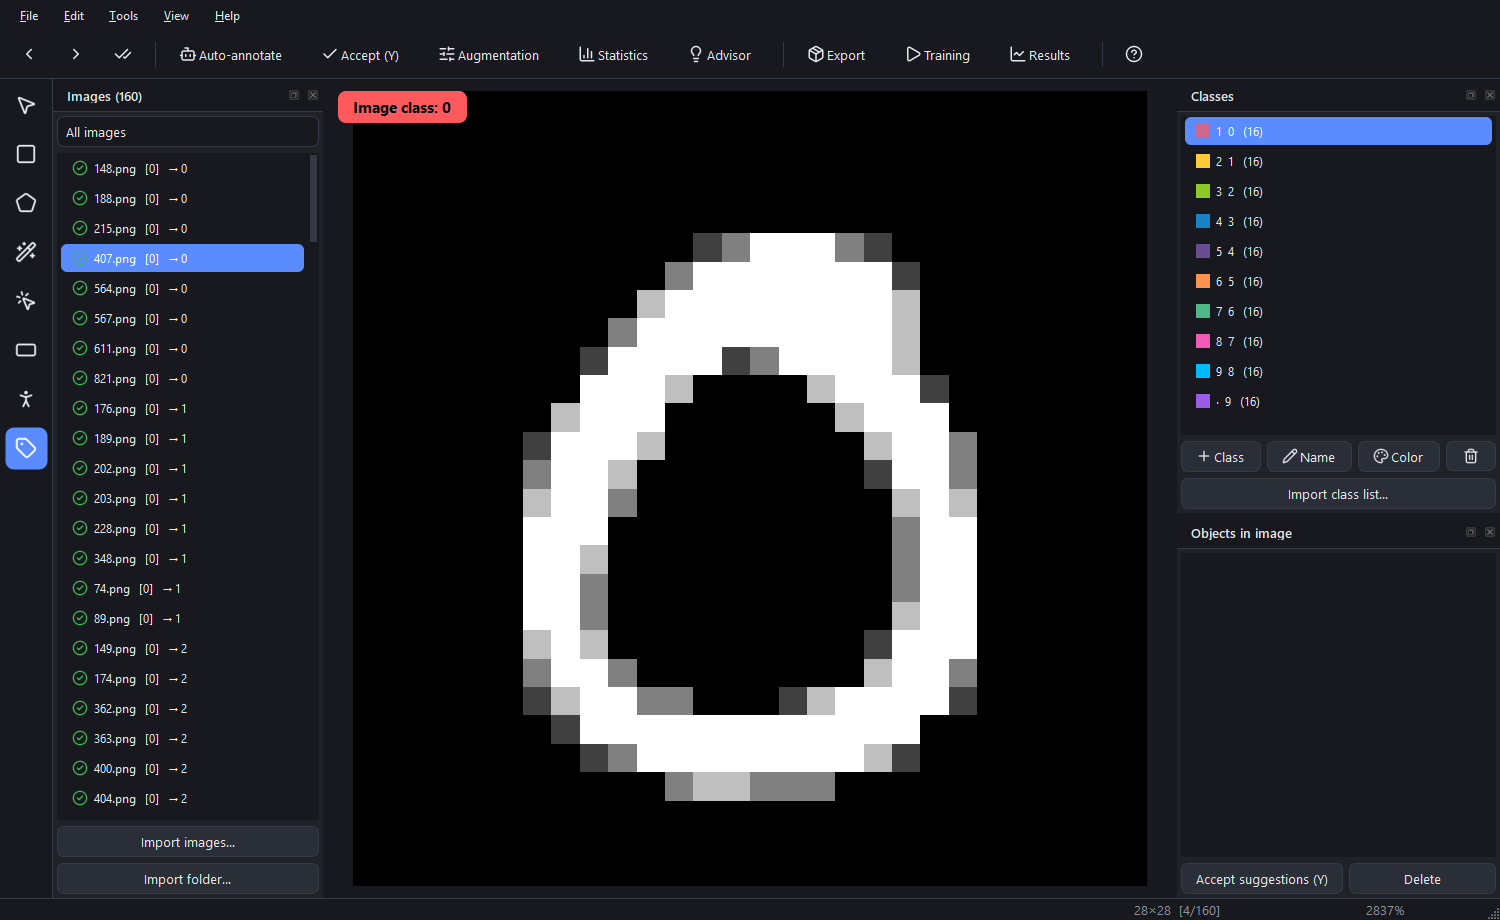 File Edit Tools View Help
Auto-annotate Accept (Y) Augmentation Statistics Advisor Export Training Results
Images (160)
All images
148.png [0] →0
188.png [0] →0
215.png [0] →0
407.png [0] →0
564.png [0] →0
567.png [0] →0
611.png [0] →0
821.png [0] →0
176.png [0] →1
189.png [0] →1
202.png [0] →1
203.png [0] →1
228.png [0] →1
348.png [0] →1
74.png [0] →1
89.png [0] →1
149.png [0] →2
174.png [0] →2
362.png [0] →2
363.png [0] →2
400.png [0] →2
404.png [0] →2
Import images...
Import folder...
Image class: 0
0
Classes
1 0 (16)
2 1 (16)
3 2 (16)
4 3 (16)
5 4 (16)
6 5 (16)
7 6 (16)
8 7 (16)
9 8 (16)
· 9 (16)
+ Class Name Color
Import class list...
Objects in image
Accept suggestions (Y) Delete
28×28 [4/160] 2837%